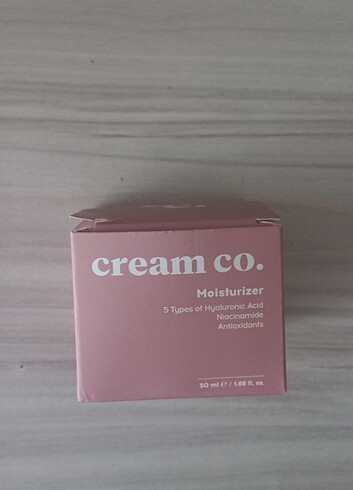 cream co.
Moisturizer
5 Types of Hyaluronic Acid
Niacinamide
Antioxidants
50 ml ℮ / 1.69 fl. oz.